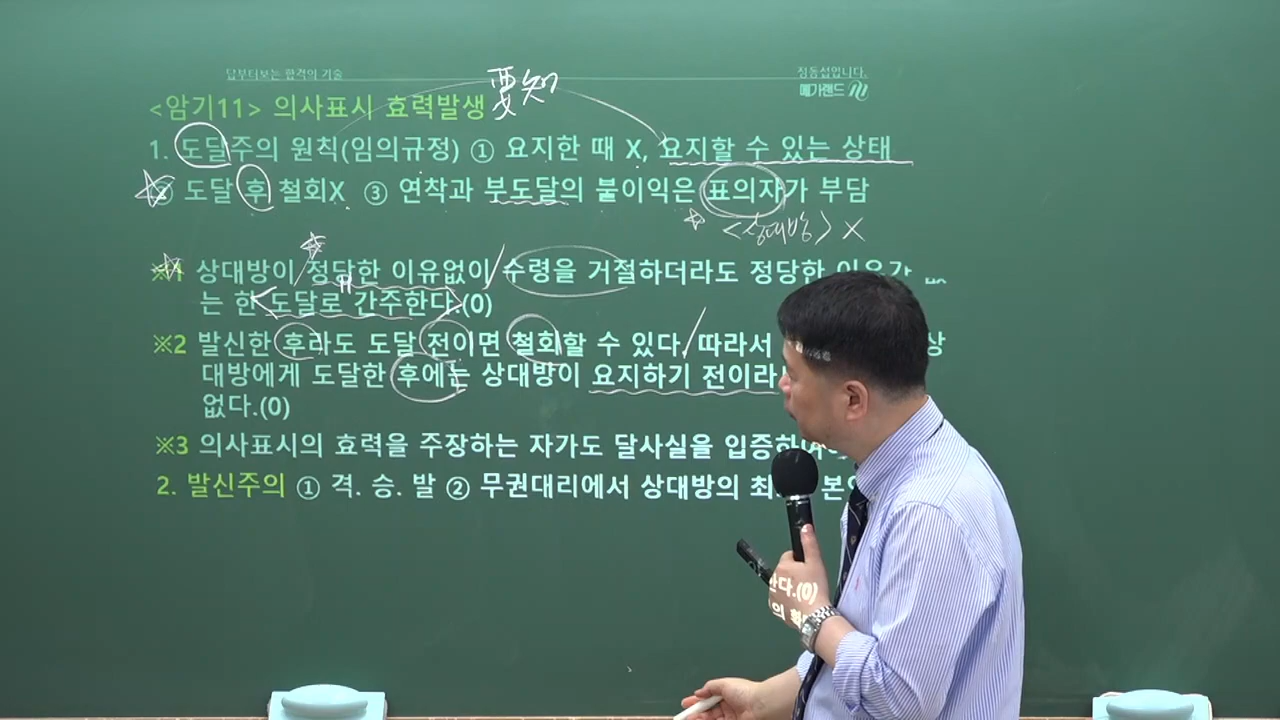 답부터보는 합격의 기술
정동섭입니다.
메가랜드
要知
<암기11> 의사표시 효력발생
1. 도달주의 원칙(임의규정) ① 요지한 때 X, 요지할 수 있는 상태
② 도달 후 철회X ③ 연착과 부도달의 불이익은 표의자가 부담
<상대방> X
※1 상대방이 정당한 이유없이 수령을 거절하더라도 정당한
는 한 도달로 간주한다.(0)
※2 발신한 후라도 도달 전이면 철회할 수 있다. 따라서 상
대방에게 도달한 후에는 상대방이 요지하기 전이라
없다.(0)
※3 의사표시의 효력을 주장하는 자가 도달사실을 입증하
2. 발신주의 ① 격. 승. 발 ② 무권대리에서 상대방의 최 본
한다.(0)